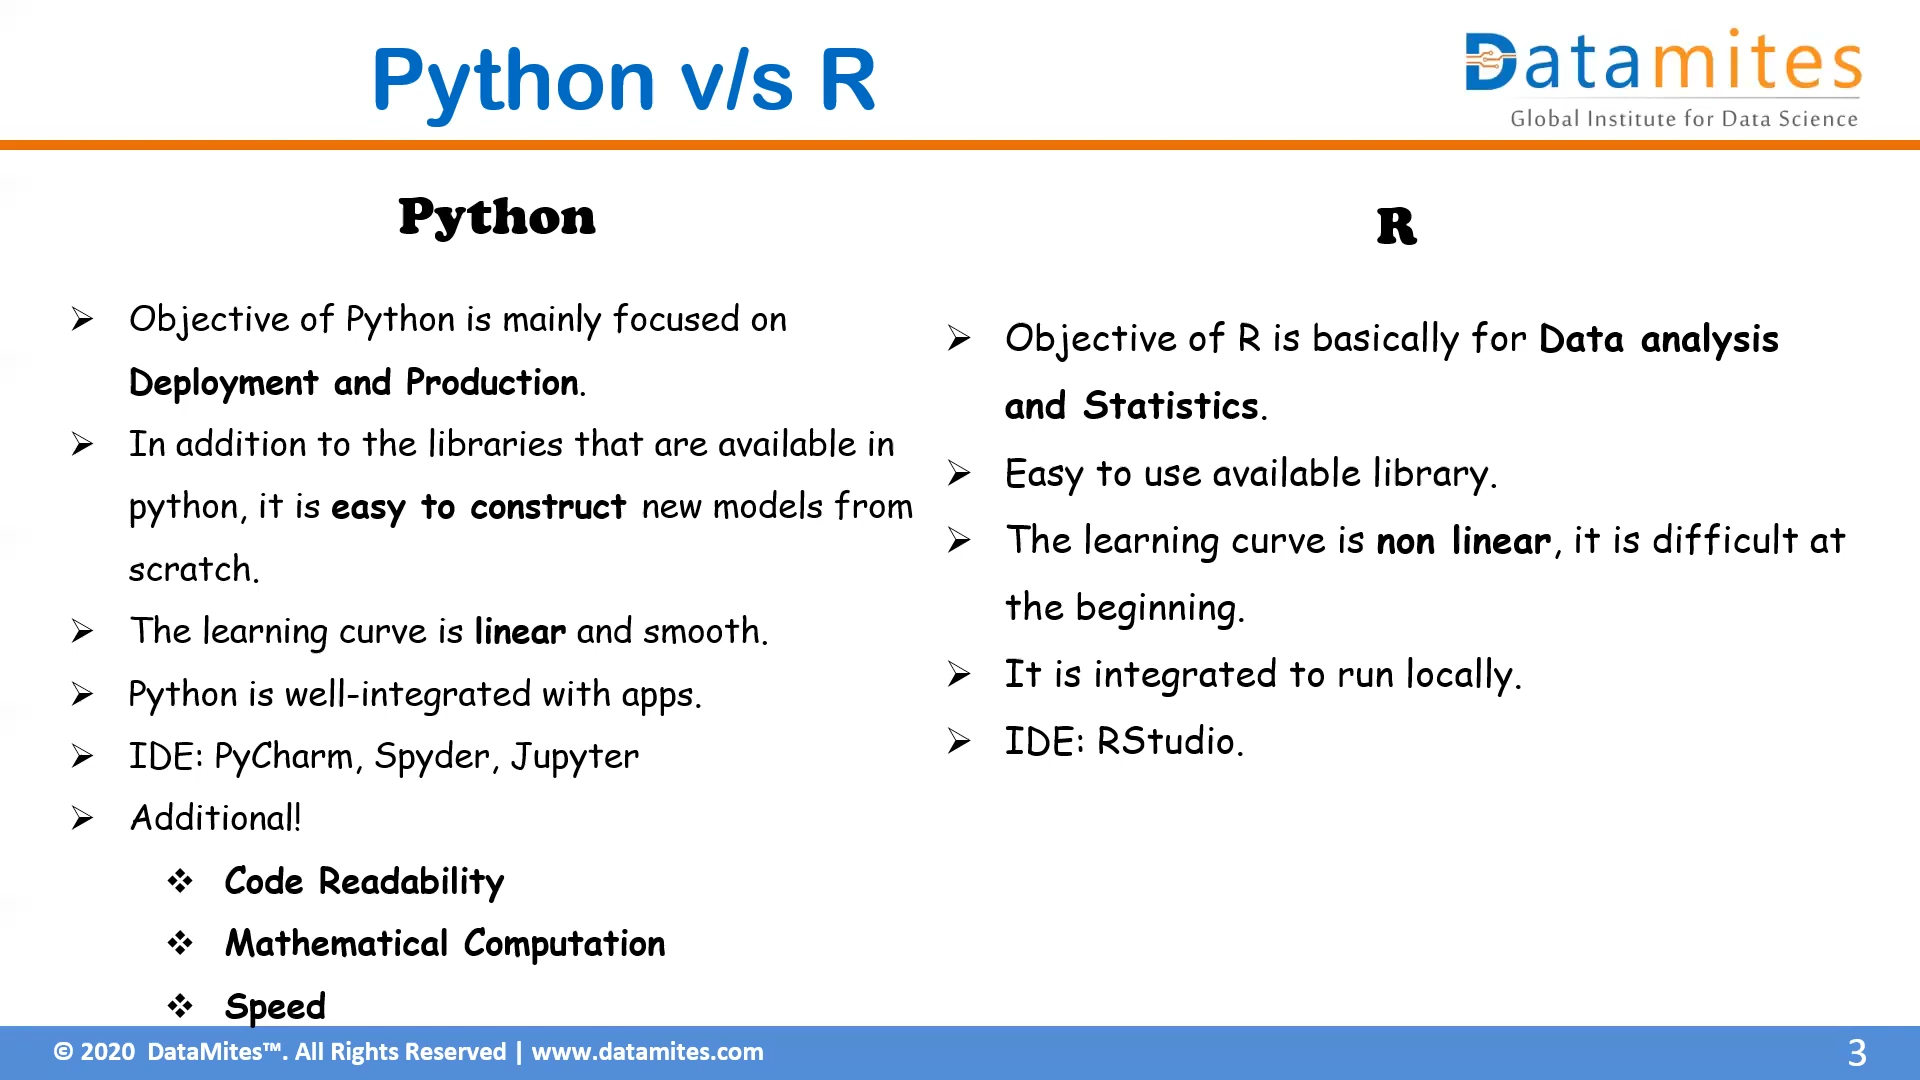 Python v/s R
Datamites
Global Institute for Data Science
Python
➢ Objective of Python is mainly focused on
Deployment and Production.
➢ In addition to the libraries that are available in
python, it is easy to construct new models from
scratch.
➢ The learning curve is linear and smooth.
➢ Python is well-integrated with apps.
➢ IDE: PyCharm, Spyder, Jupyter
➢ Additional!
❖ Code Readability
❖ Mathematical Computation
❖ Speed
R
➢ Objective of R is basically for Data analysis
and Statistics.
➢ Easy to use available library.
➢ The learning curve is non linear, it is difficult at
the beginning.
➢ It is integrated to run locally.
➢ IDE: RStudio.
© 2020 DataMites™. All Rights Reserved | www.datamites.com
3